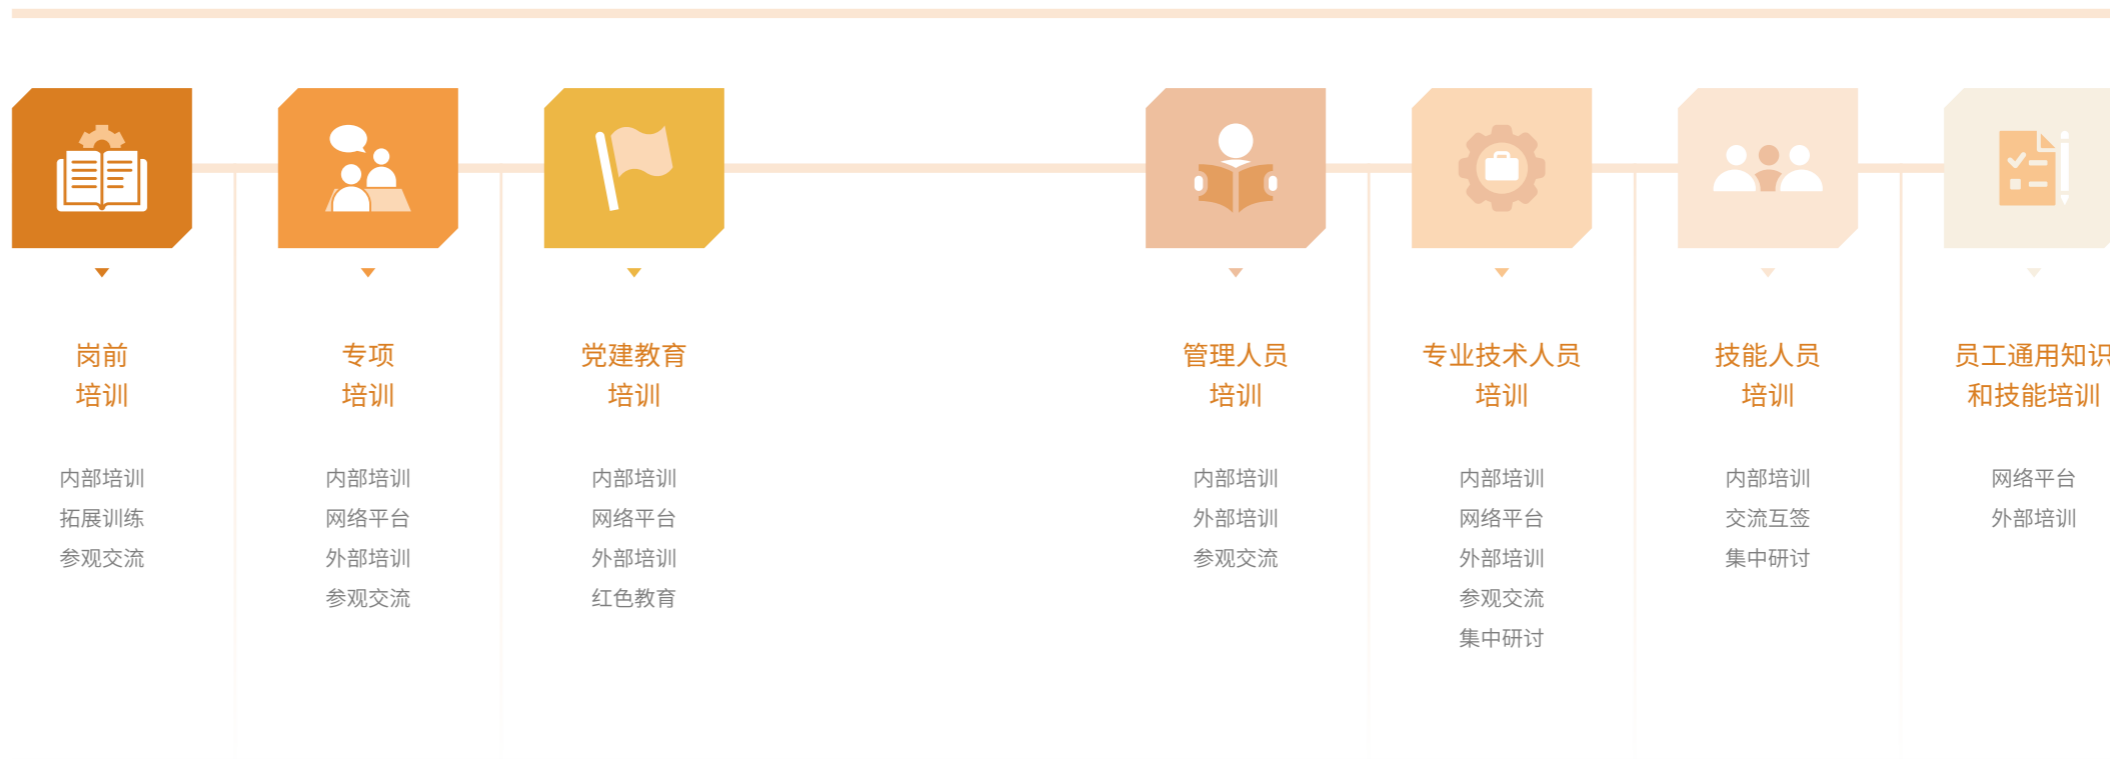 岗前
培训
内部培训
拓展训练
参观交流
专项
培训
内部培训
网络平台
外部培训
参观交流
党建教育
培训
内部培训
网络平台
外部培训
红色教育
管理人员
培训
内部培训
外部培训
参观交流
专业技术人员
培训
内部培训
网络平台
外部培训
参观交流
集中研讨
技能人员
培训
内部培训
交流互签
集中研讨
员工通用知识
和技能培训
网络平台
外部培训